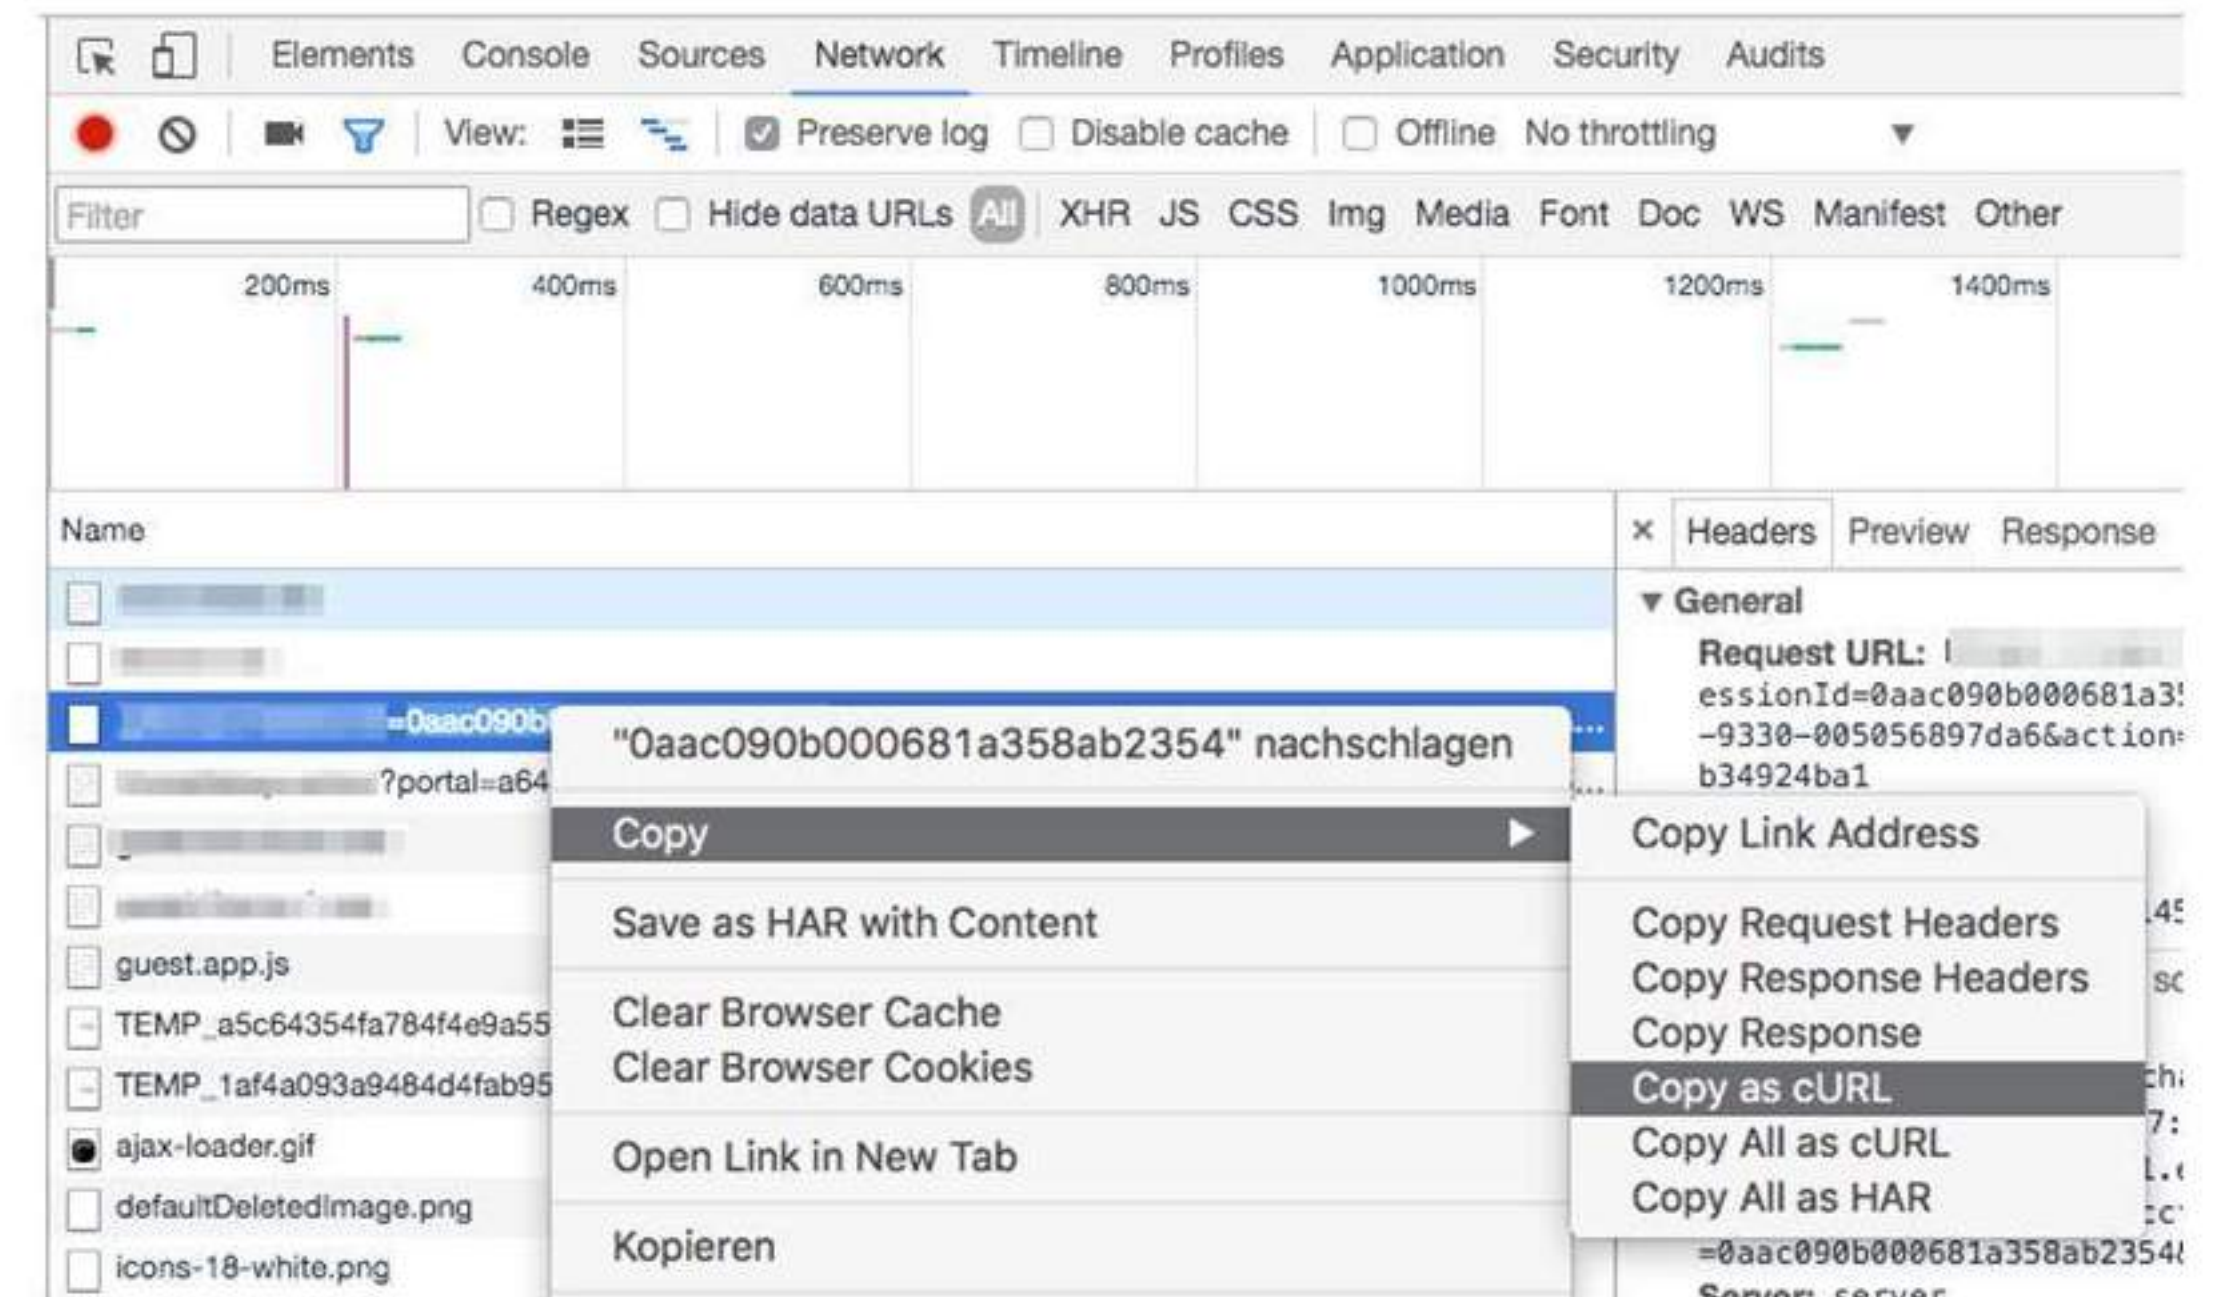 Elements Console Sources Network Timeline Profiles Application Security Audits
View: Preserve log Disable cache Offline No throttling
Filter Regex Hide data URLs All XHR JS CSS Img Media Font Doc WS Manifest Other
200ms 400ms 600ms 800ms 1000ms 1200ms 1400ms
Name
=0aac090b
?portal=a64
guest.app.js
TEMP_a5c64354fa784f4e9a55
TEMP_1af4a093a9484d4fab95
ajax-loader.gif
defaultDeletedImage.png
icons-18-white.png
"0aac090b000681a358ab2354" nachschlagen
Copy
Save as HAR with Content
Clear Browser Cache
Clear Browser Cookies
Open Link in New Tab
Kopieren
Copy Link Address
Copy Request Headers
Copy Response Headers
Copy Response
Copy as cURL
Copy All as cURL
Copy All as HAR
× Headers Preview Response
General
Request URL:
essionId=0aac090b000681a35
-9330-005056897da6&action=
b34924ba1
=0aac090b000681a358ab2354&
Server: server